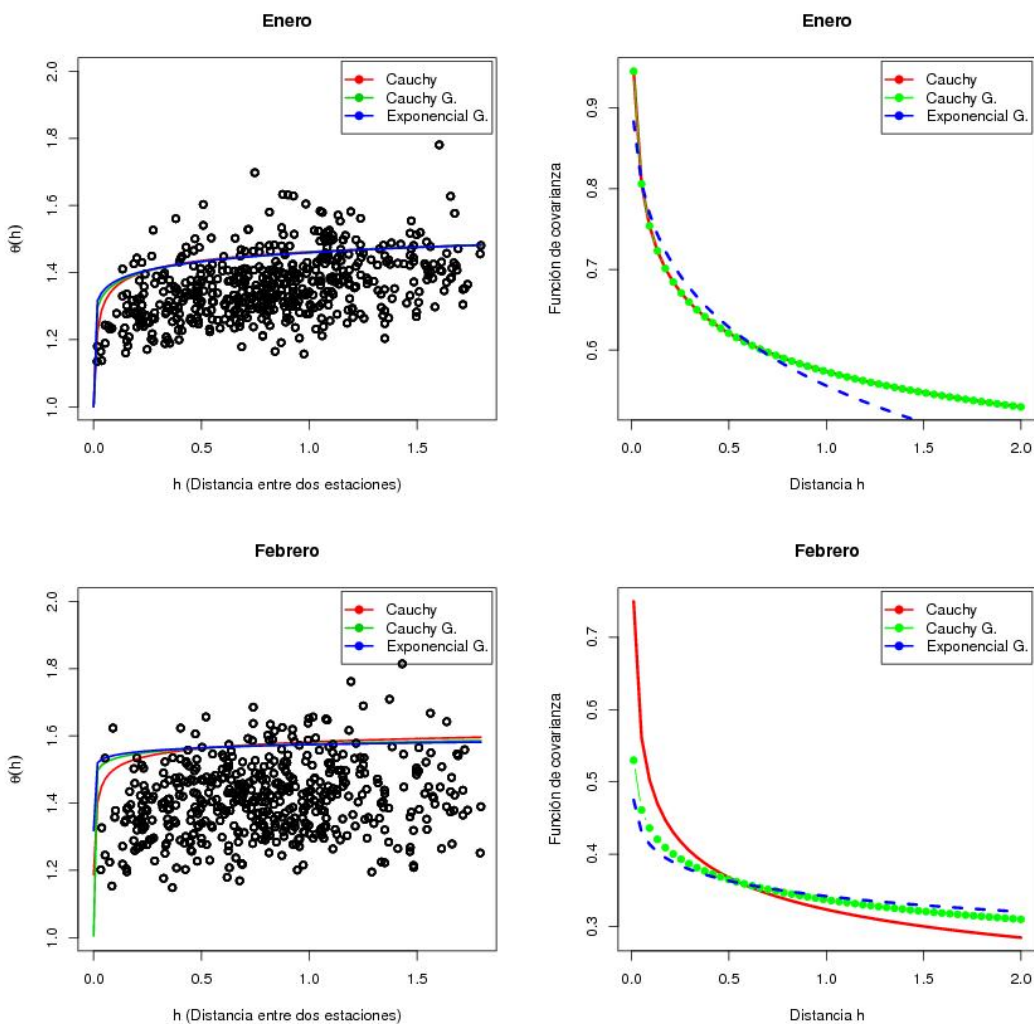 Enero
θ(h)
2.0
1.8
1.6
1.4
1.2
1.0
Cauchy
Cauchy G.
Exponencial G.
0.0 0.5 1.0 1.5
h (Distancia entre dos estaciones)
Enero
Función de covarianza
0.9
0.8
0.7
0.6
Cauchy
Cauchy G.
Exponencial G.
0.0 0.5 1.0 1.5 2.0
Distancia h
Febrero
θ(h)
2.0
1.8
1.6
1.4
1.2
1.0
Cauchy
Cauchy G.
Exponencial G.
0.0 0.5 1.0 1.5
h (Distancia entre dos estaciones)
Febrero
Función de covarianza
0.7
0.6
0.5
0.4
0.3
Cauchy
Cauchy G.
Exponencial G.
0.0 0.5 1.0 1.5 2.0
Distancia h